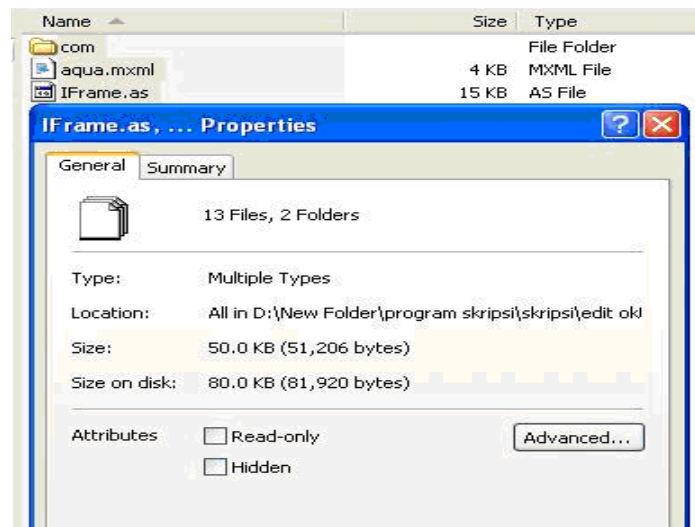 Name Size Type
com File Folder
aqua.mxml 4 KB MXML File
IFrame.as 15 KB AS File
IFrame.as, ... Properties
General Summary
13 Files, 2 Folders
Type: Multiple Types
Location: All in D:\New Folder\program skripsi\skripsi\edit okl
Size: 50.0 KB (51,206 bytes)
Size on disk: 80.0 KB (81,920 bytes)
Attributes Read-only Advanced...
Hidden